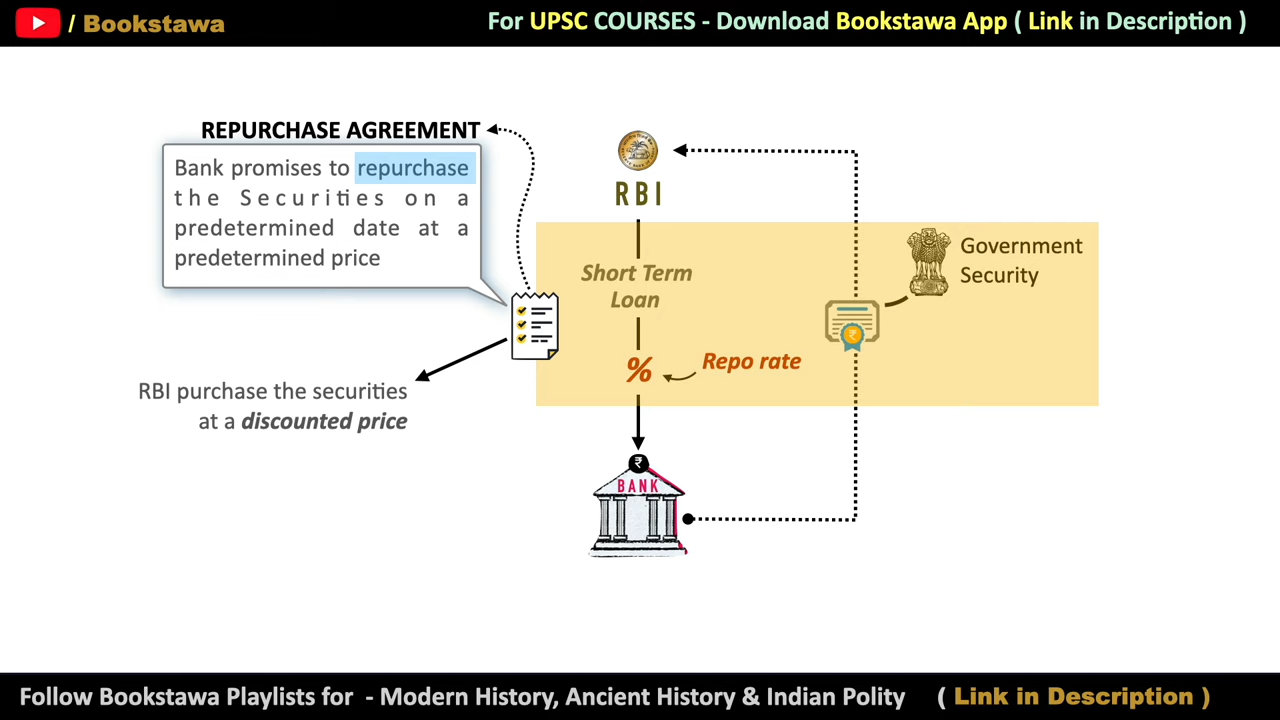 / Bookstawa
For UPSC COURSES - Download Bookstawa App ( Link in Description )
REPURCHASE AGREEMENT
Bank promises to repurchase
the Securities on a
predetermined date at a
predetermined price
RBI
Short Term
Loan
%
Repo rate
Government
Security
₹
RBI purchase the securities
at a discounted price
₹
BANK
Follow Bookstawa Playlists for - Modern History, Ancient History & Indian Polity ( Link in Description )